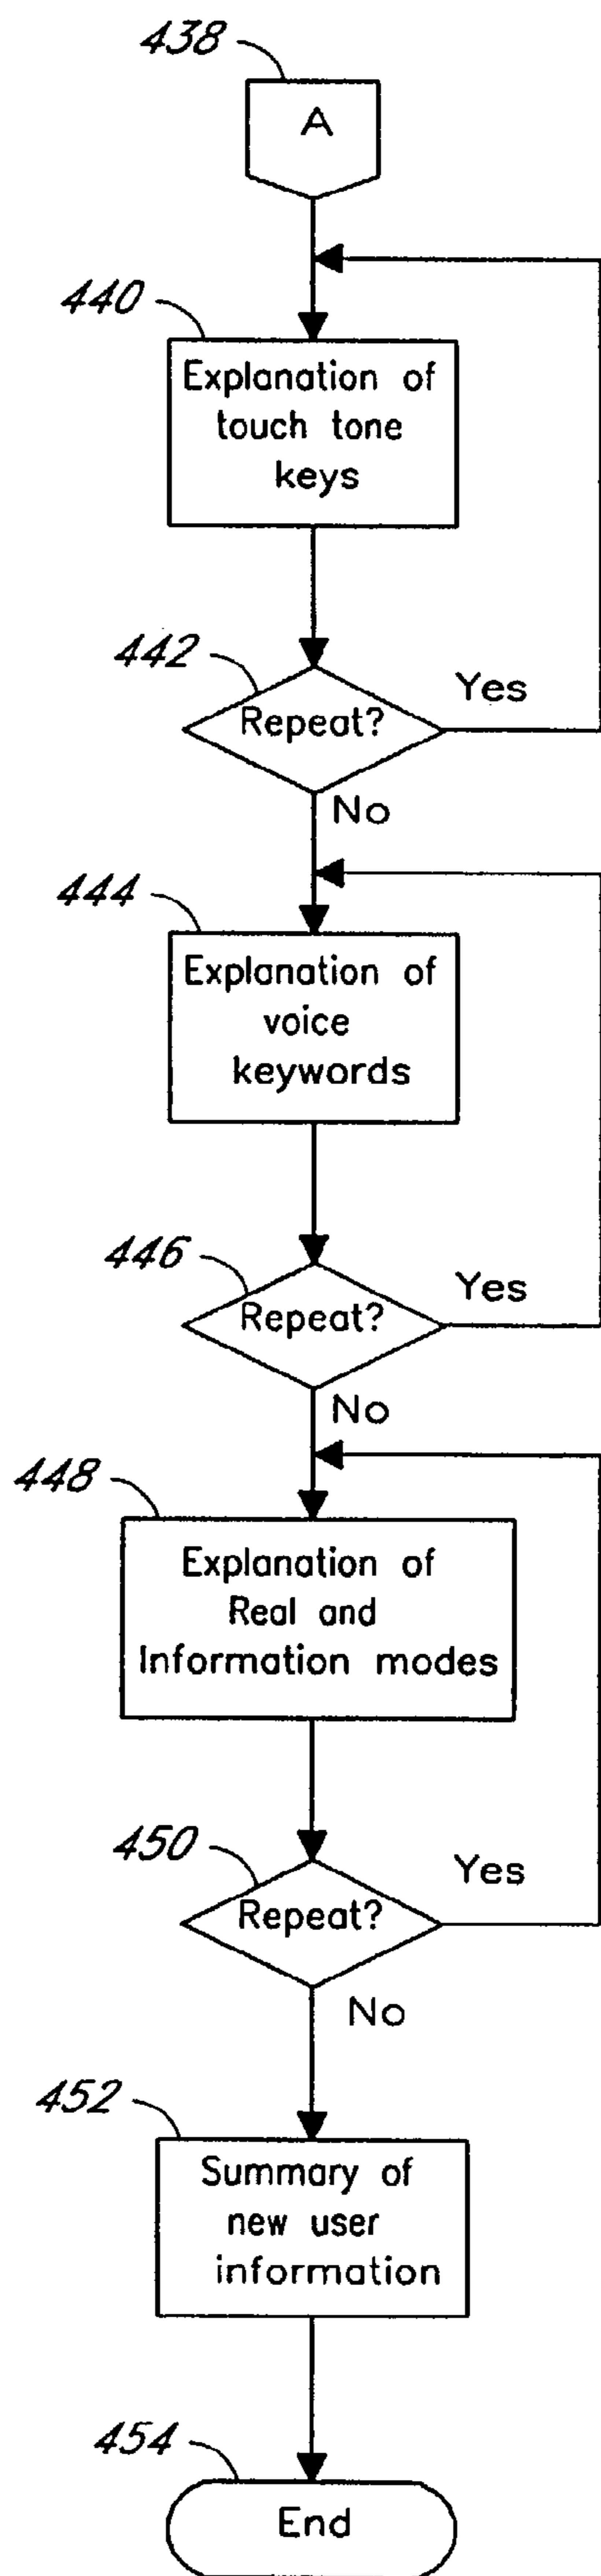 438
A
440
Explanation of
touch tone
keys
442
Repeat?
Yes
No
444
Explanation of
voice
keywords
446
Repeat?
Yes
No
448
Explanation of
Real and
Information modes
450
Repeat?
Yes
No
452
Summary of
new user
information
454
End